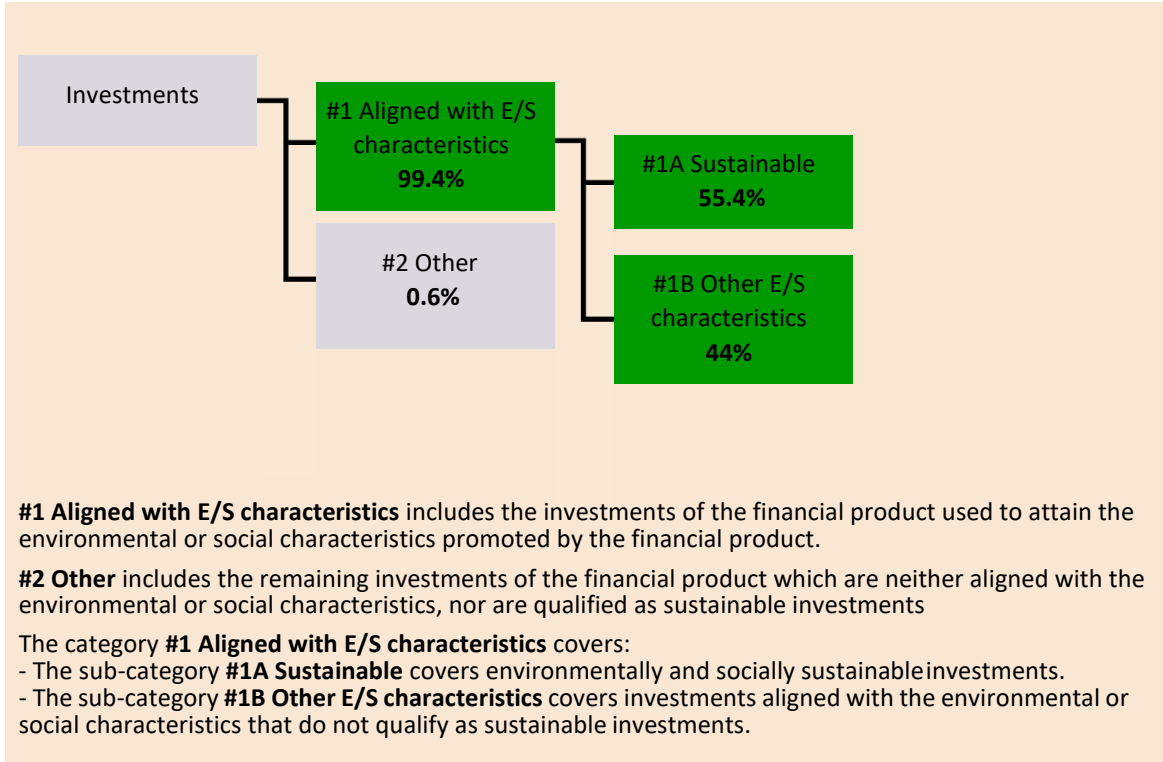 Investments
#1 Aligned with E/S
characteristics
99.4%
#2 Other
0.6%
#1A Sustainable
55.4%
#1B Other E/S
characteristics
44%
#1 Aligned with E/S characteristics includes the investments of the financial product used to attain the
environmental or social characteristics promoted by the financial product.
#2 Other includes the remaining investments of the financial product which are neither aligned with the
environmental or social characteristics, nor are qualified as sustainable investments
The category #1 Aligned with E/S characteristics covers:
- The sub-category #1A Sustainable covers environmentally and socially sustainable investments.
- The sub-category #1B Other E/S characteristics covers investments aligned with the environmental or
social characteristics that do not qualify as sustainable investments.